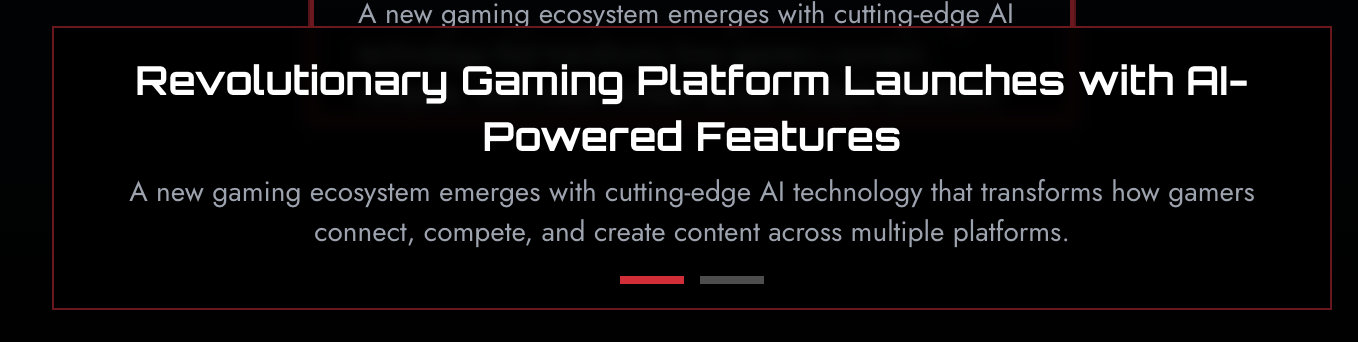 A new gaming ecosystem emerges with cutting-edge AI
Revolutionary Gaming Platform Launches with AI-
Powered Features
A new gaming ecosystem emerges with cutting-edge AI technology that transforms how gamers
connect, compete, and create content across multiple platforms.